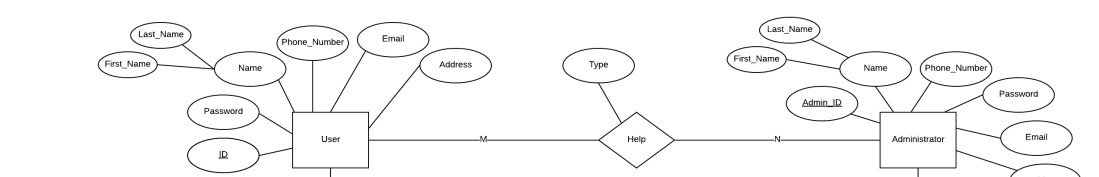 Last_Name
First_Name
Name
Phone_Number
Email
Address
Password
ID
User
M
Type
Help
N
Last_Name
First_Name
Name
Phone_Number
Admin_ID
Password
Email
Administrator